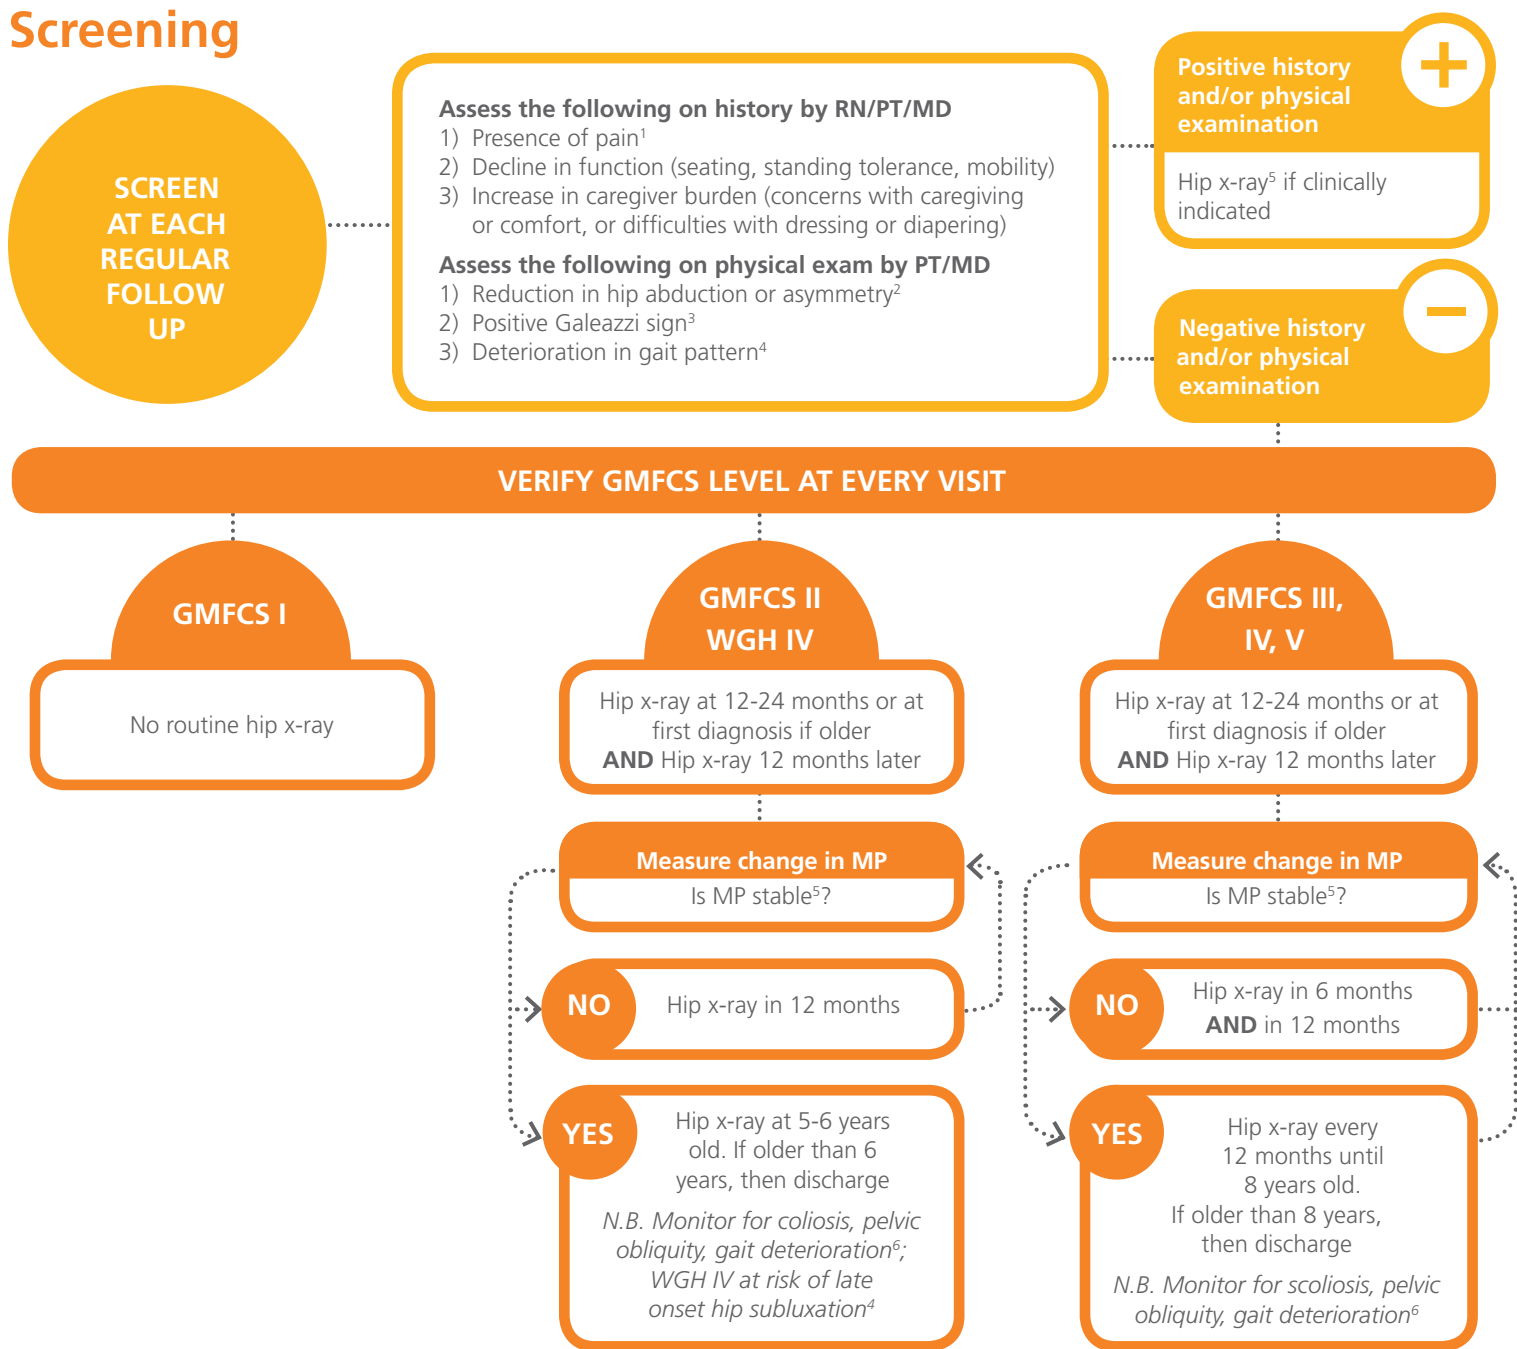 Screening
SCREEN
AT EACH
REGULAR
FOLLOW
UP
Assess the following on history by RN/PT/MD
1) Presence of pain¹
2) Decline in function (seating, standing tolerance, mobility)
3) Increase in caregiver burden (concerns with caregiving
or comfort, or difficulties with dressing or diapering)
Assess the following on physical exam by PT/MD
1) Reduction in hip abduction or asymmetry²
2) Positive Galeazzi sign³
3) Deterioration in gait pattern⁴
+
Positive history
and/or physical
examination
Hip x-ray⁵ if clinically
indicated
−
Negative history
and/or physical
examination
VERIFY GMFCS LEVEL AT EVERY VISIT
GMFCS I
No routine hip x-ray
GMFCS II
WGH IV
Hip x-ray at 12-24 months or at
first diagnosis if older
AND Hip x-ray 12 months later
Measure change in MP
Is MP stable⁵?
NO
Hip x-ray in 12 months
YES
Hip x-ray at 5-6 years
old. If older than 6
years, then discharge
N.B. Monitor for coliosis, pelvic
obliquity, gait deterioration⁶;
WGH IV at risk of late
onset hip subluxation⁴
GMFCS III,
IV, V
Hip x-ray at 12-24 months or at
first diagnosis if older
AND Hip x-ray 12 months later
Measure change in MP
Is MP stable⁵?
NO
Hip x-ray in 6 months
AND in 12 months
YES
Hip x-ray every
12 months until
8 years old.
If older than 8 years,
then discharge
N.B. Monitor for scoliosis, pelvic
obliquity, gait deterioration⁶